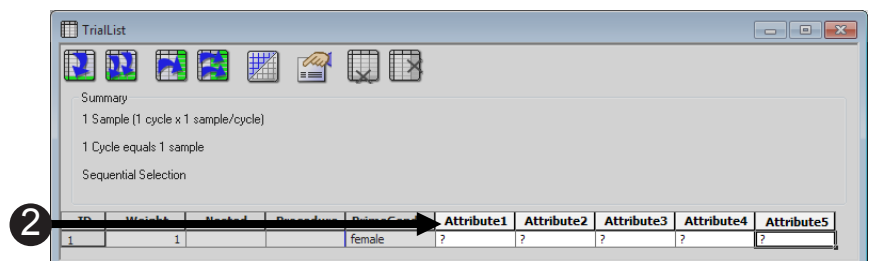 TrialList
Summary
1 Sample (1 cycle x 1 sample/cycle)
1 Cycle equals 1 sample
Sequential Selection
2
ID Weight Nested Procedure Attribute1 Attribute2 Attribute3 Attribute4 Attribute5
1 1 female ? ? ? ? ?